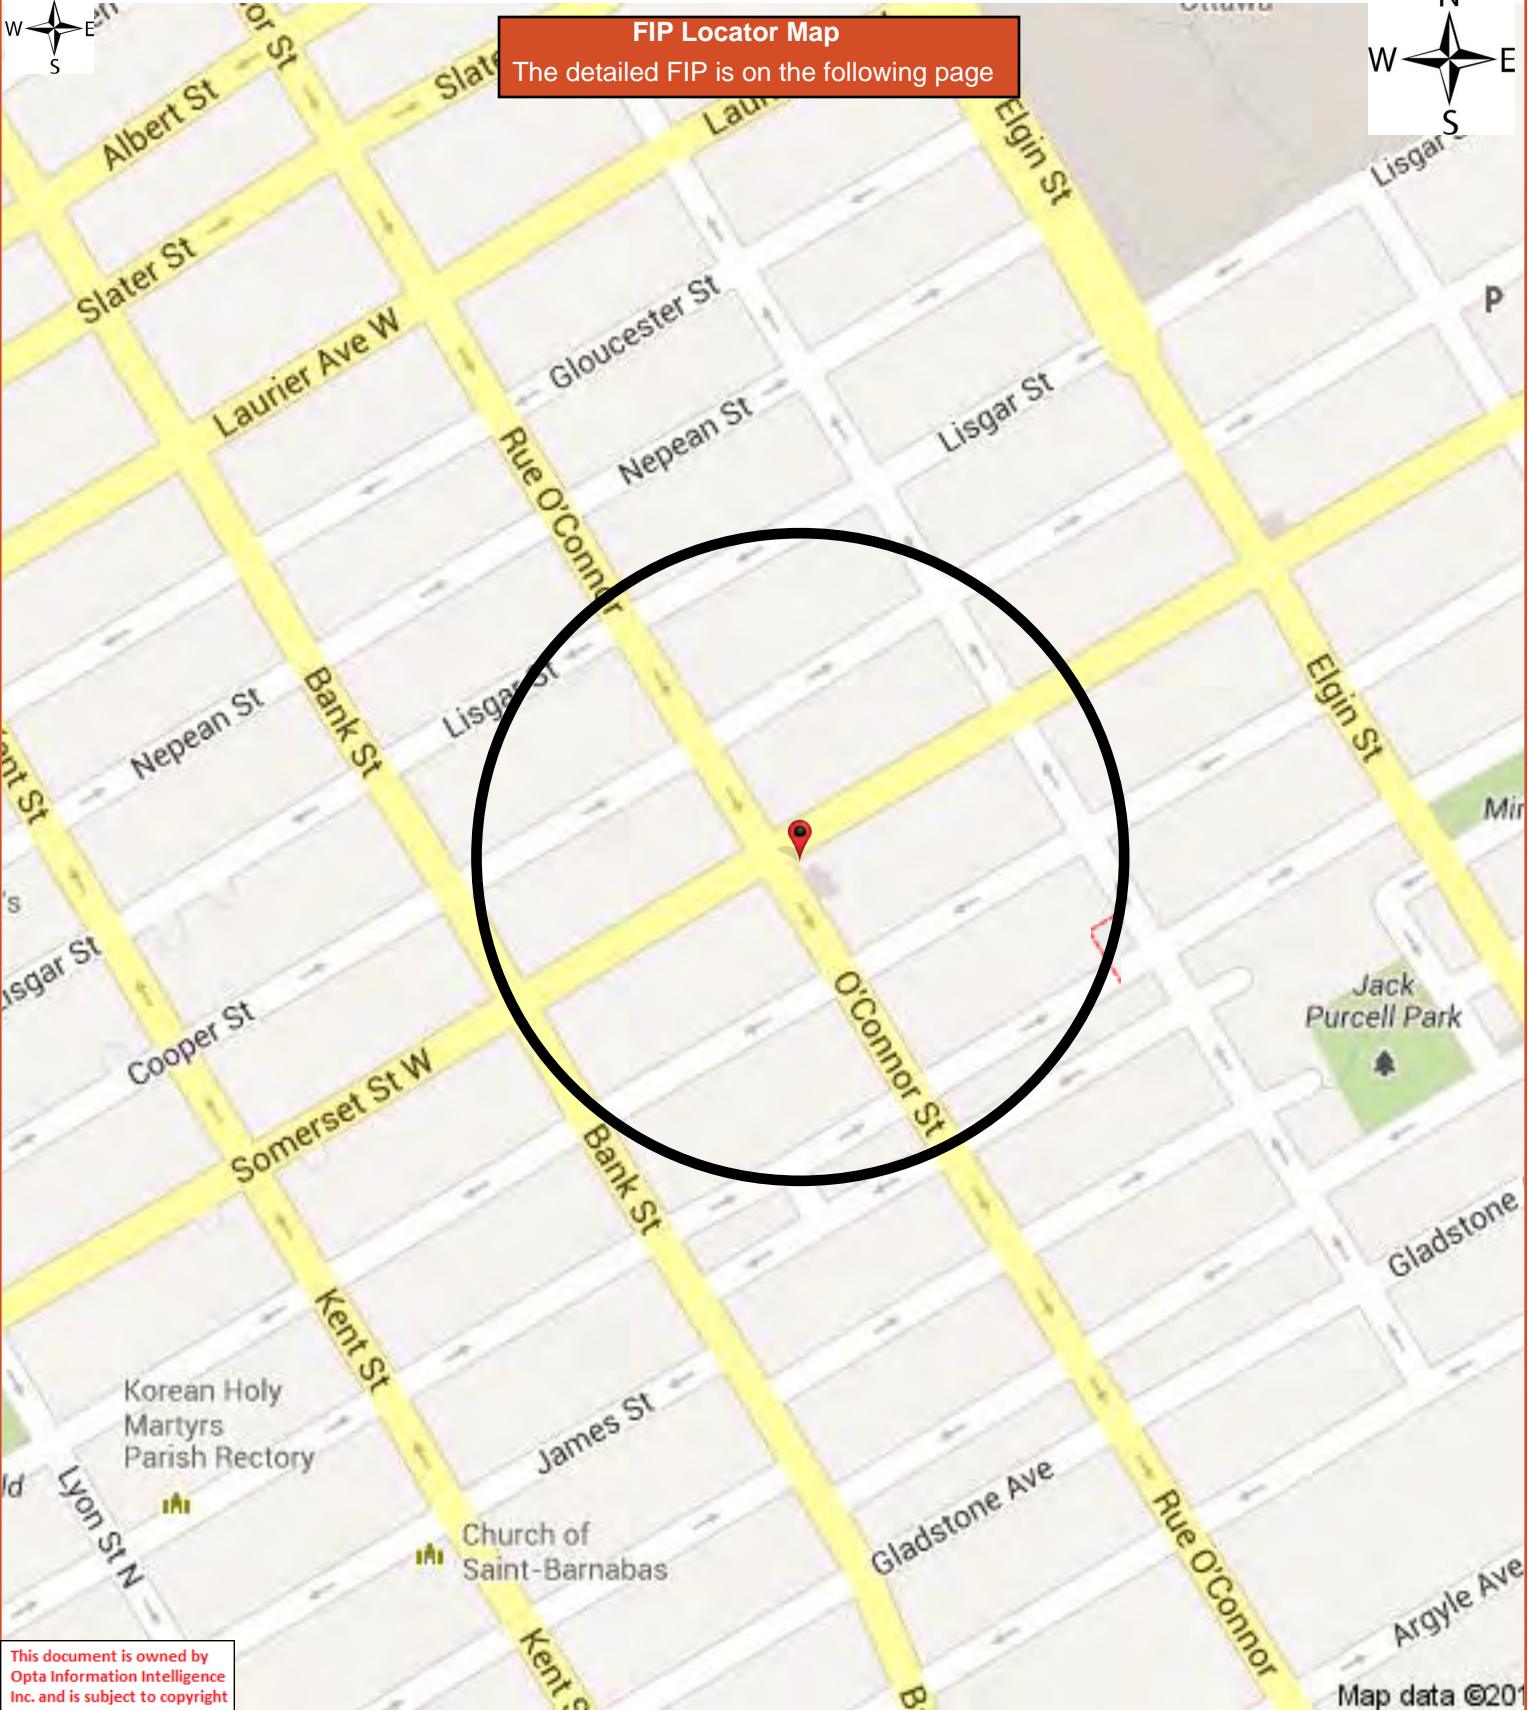 W E
S
N
W E
S
FIP Locator Map
The detailed FIP is on the following page
Albert St
Slater St
Laurier Ave W
Elgin St
Gloucester St
Nepean St
Lisgar St
P
Rue O'Connor
Lisgar St
Nepean St
Bank St
Elgin St
Cooper St
Somerset St W
O'Connor St
Jack
Purcell Park
Bank St
Gladstone
Kent St
Korean Holy
Martyrs
Parish Rectory
James St
Lyon St N
Church of
Saint-Barnabas
Gladstone Ave
Rue O'Connor
Argyle Ave
Kent S
This document is owned by
Opta Information Intelligence
Inc. and is subject to copyright
Map data ©201